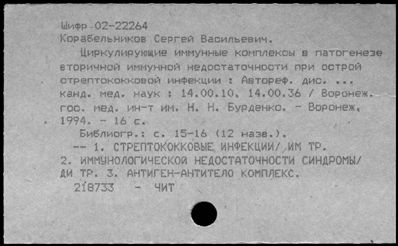 Шифр 02-22264
Корабельников Сергей Васильевич.
Циркулирующие иммунные комплексы в патогенезе
вторичной иммунной недостаточности при острой
стрептококковой инфекции : Автореф. дис. ...
канд. мед. наук : 14.00.10, 14.00.36 / Воронеж.
гос. мед. ин-т им. Н. Н. Бурденко. - Воронеж,
1994. - 16 с.
Библиогр.: с. 15-16 (12 назв.).
-- 1. СТРЕПТОКОККОВЫЕ ИНФЕКЦИИ/ ИМ ТР.
2. ИММУНОЛОГИЧЕСКОЙ НЕДОСТАТОЧНОСТИ СИНДРОМЫ/
ДИ ТР. 3. АНТИГЕН-АНТИТЕЛО КОМПЛЕКС.
218733 - ЧИТ